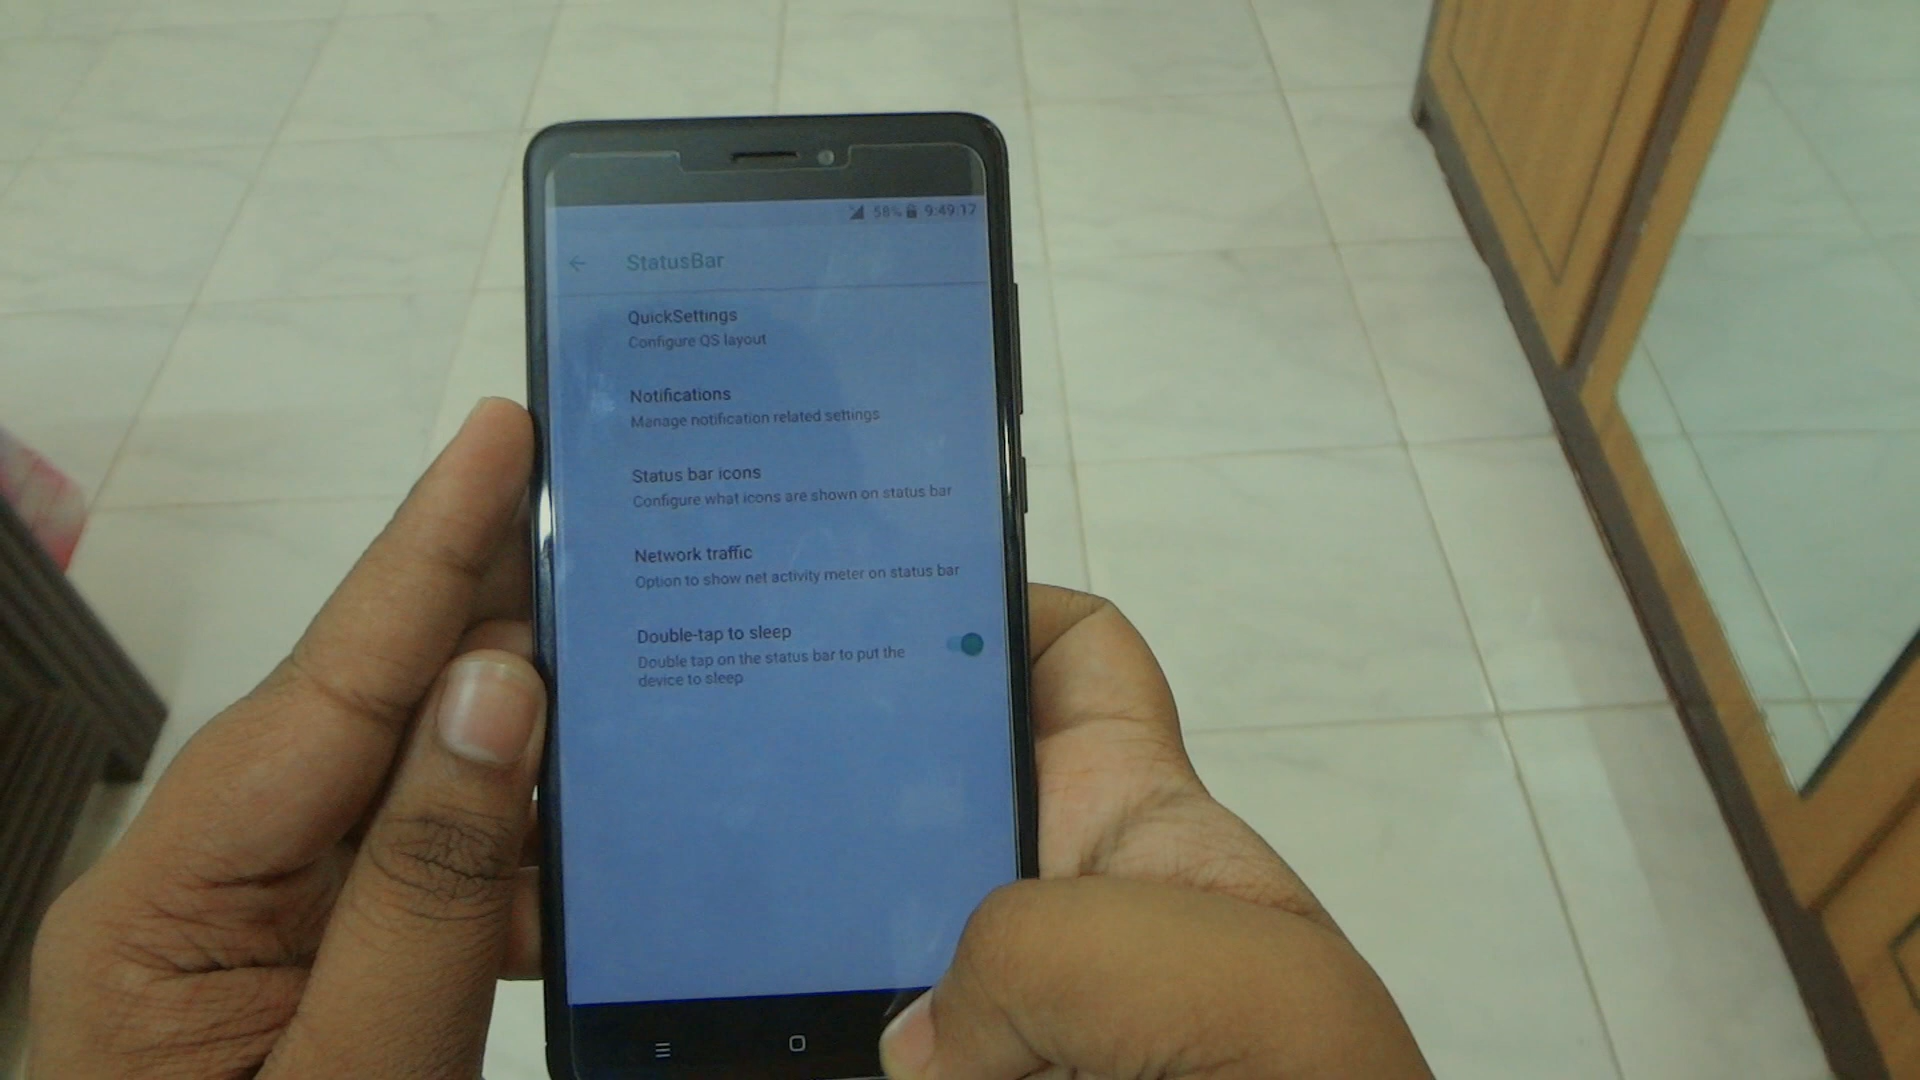 58% 9:49:17
StatusBar
QuickSettings
Configure QS layout
Notifications
Manage notification related settings
Status bar icons
Configure what icons are shown on status bar
Network traffic
Option to show net activity meter on status bar
Double-tap to sleep
Double tap on the status bar to put the
device to sleep